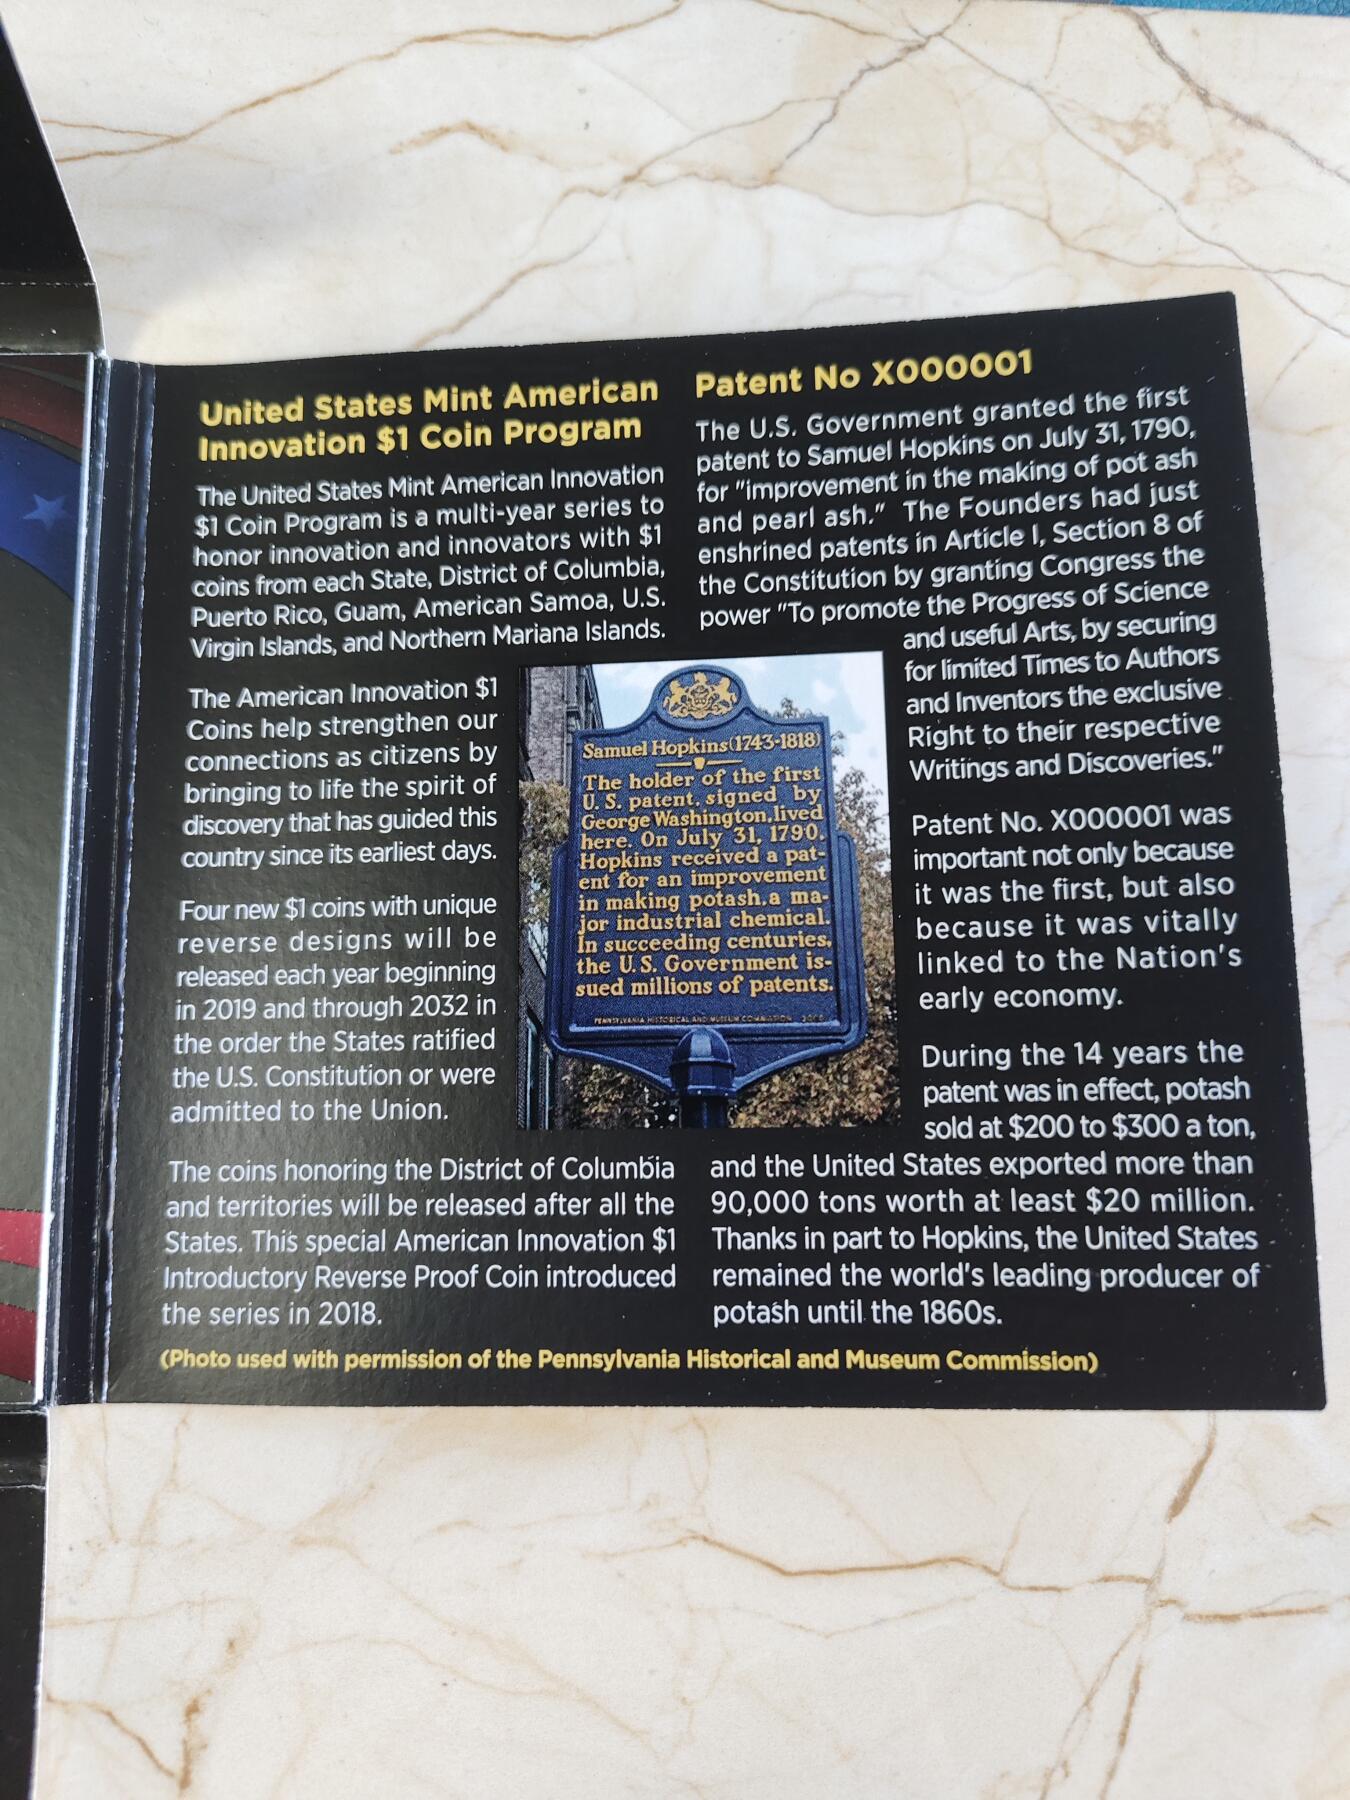 United States Mint American
Innovation $1 Coin Program
The United States Mint American Innovation
$1 Coin Program is a multi-year series to
honor innovation and innovators with $1
coins from each State, District of Columbia,
Puerto Rico, Guam, American Samoa, U.S.
Virgin Islands, and Northern Mariana Islands.
The American Innovation $1
Coins help strengthen our
connections as citizens by
bringing to life the spirit of
discovery that has guided this
country since its earliest days.
Four new $1 coins with unique
reverse designs will be
released each year beginning
in 2019 and through 2032 in
the order the States ratified
the U.S. Constitution or were
admitted to the Union.
The coins honoring the District of Columbia
and territories will be released after all the
States. This special American Innovation $1
Introductory Reverse Proof Coin introduced
the series in 2018.
Patent No X000001
The U.S. Government granted the first
patent to Samuel Hopkins on July 31, 1790,
for "improvement in the making of pot ash
and pearl ash." The Founders had just
enshrined patents in Article I, Section 8 of
the Constitution by granting Congress the
power "To promote the Progress of Science
and useful Arts, by securing
for limited Times to Authors
and Inventors the exclusive
Right to their respective
Writings and Discoveries."
Patent No. X000001 was
important not only because
it was the first, but also
because it was vitally
linked to the Nation's
early economy.
During the 14 years the
patent was in effect, potash
sold at $200 to $300 a ton,
and the United States exported more than
90,000 tons worth at least $20 million.
Thanks in part to Hopkins, the United States
remained the world's leading producer of
potash until the 1860s.
Samuel Hopkins (1743-1818)
The holder of the first
U.S. patent, signed by
George Washington, lived
here. On July 31, 1790,
Hopkins received a pat-
ent for an improvement
in making potash, a ma-
jor industrial chemical.
In succeeding centuries,
the U.S. Government is-
sued millions of patents.
PENNSYLVANIA HISTORICAL AND MUSEUM COMMISSION
(Photo used with permission of the Pennsylvania Historical and Museum Commission)